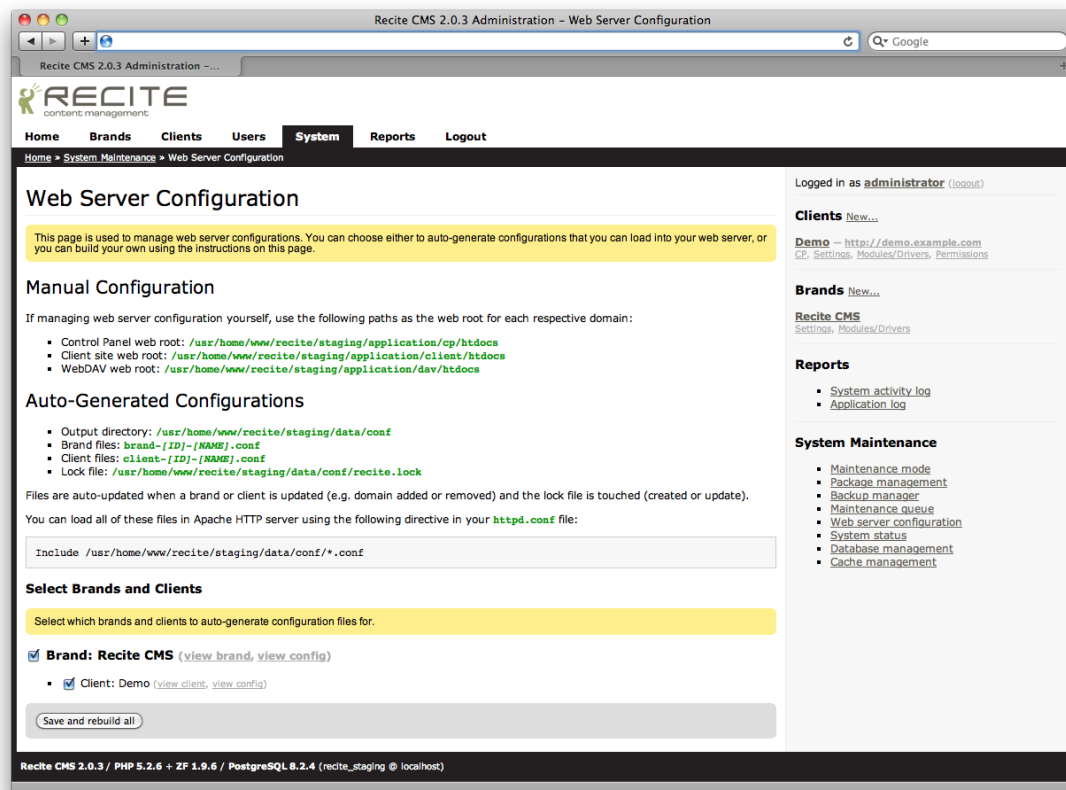 Recite CMS 2.0.3 Administration – Web Server Configuration
Google
Recite CMS 2.0.3 Administration –...
RECITE
content management
Home Brands Clients Users System Reports Logout
Home » System Maintenance » Web Server Configuration
Web Server Configuration
This page is used to manage web server configurations. You can choose either to auto-generate configurations that you can load into your web server, or
you can build your own using the instructions on this page.
Manual Configuration
If managing web server configuration yourself, use the following paths as the web root for each respective domain:
Control Panel web root: /usr/home/www/recite/staging/application/cp/htdocs
Client site web root: /usr/home/www/recite/staging/application/client/htdocs
WebDAV web root: /usr/home/www/recite/staging/application/dav/htdocs
Auto-Generated Configurations
Output directory: /usr/home/www/recite/staging/data/conf
Brand files: brand-[ID]-[NAME].conf
Client files: client-[ID]-[NAME].conf
Lock file: /usr/home/www/recite/staging/data/conf/recite.lock
Files are auto-updated when a brand or client is updated (e.g. domain added or removed) and the lock file is touched (created or update).
You can load all of these files in Apache HTTP server using the following directive in your httpd.conf file:
Include /usr/home/www/recite/staging/data/conf/*.conf
Select Brands and Clients
Select which brands and clients to auto-generate configuration files for.
Brand: Recite CMS (view brand, view config)
Client: Demo (view client, view config)
Save and rebuild all
Logged in as administrator (logout)
Clients New...
Demo – http://demo.example.com
CP, Settings, Modules/Drivers, Permissions
Brands New...
Recite CMS
Settings, Modules/Drivers
Reports
System activity log
Application log
System Maintenance
Maintenance mode
Package management
Backup manager
Maintenance queue
Web server configuration
System status
Database management
Cache management
Recite CMS 2.0.3 / PHP 5.2.6 + ZF 1.9.6 / PostgreSQL 8.2.4 (recite_staging @ localhost)